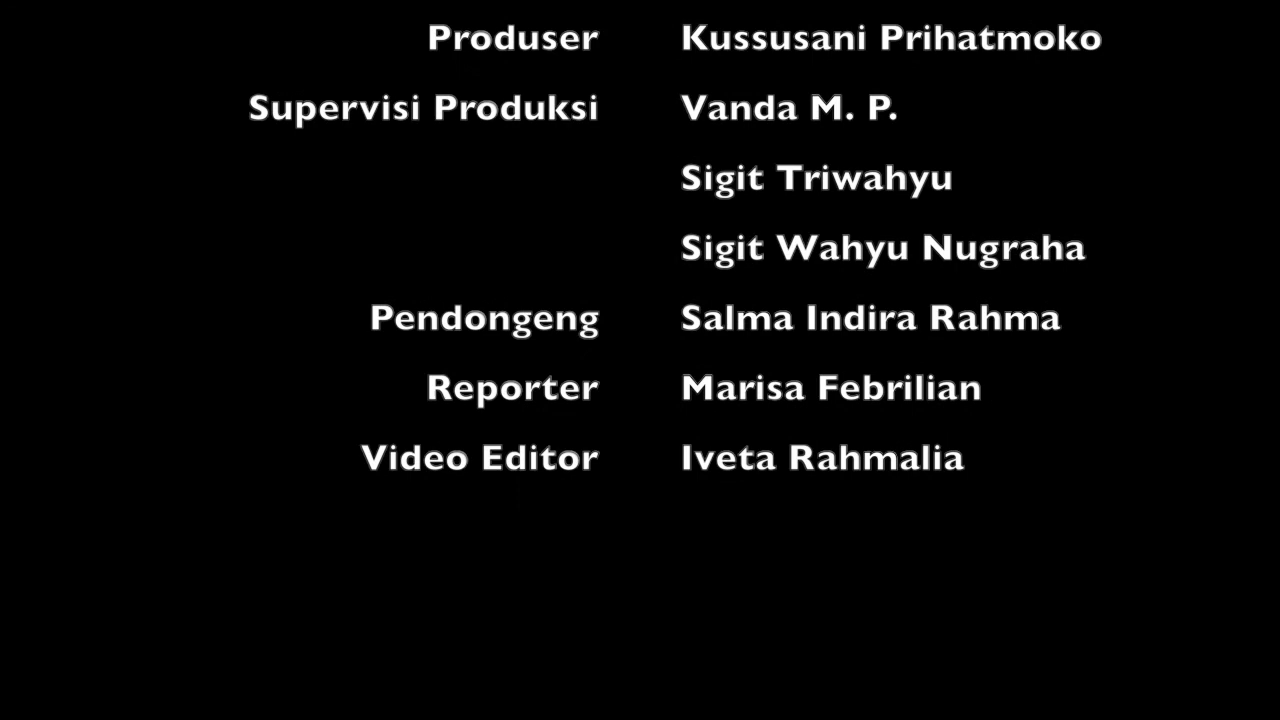 Produser Kussusani Prihatmoko
Supervisi Produksi Vanda M. P.
Sigit Triwahyu
Sigit Wahyu Nugraha
Pendongeng Salma Indira Rahma
Reporter Marisa Febrilian
Video Editor Iveta Rahmalia